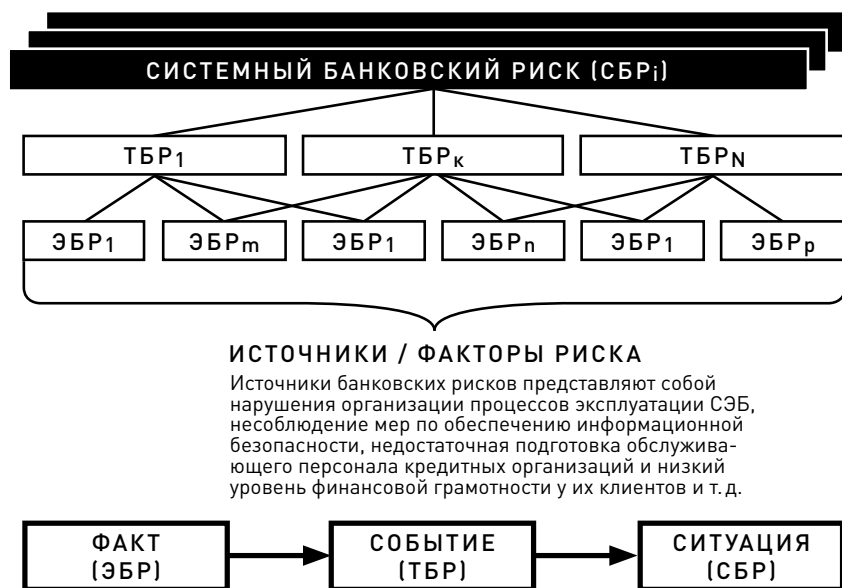 СИСТЕМНЫЙ БАНКОВСКИЙ РИСК (СБРi)
ТБР1 ТБРк ТБРN
ЭБР1 ЭБРm ЭБР1 ЭБРn ЭБР1 ЭБРp
ИСТОЧНИКИ / ФАКТОРЫ РИСКА
Источники банковских рисков представляют собой
нарушения организации процессов эксплуатации СЭБ,
несоблюдение мер по обеспечению информационной
безопасности, недостаточная подготовка обслужива-
ющего персонала кредитных организаций и низкий
уровень финансовой грамотности у их клиентов и т. д.
ФАКТ СОБЫТИЕ СИТУАЦИЯ
(ЭБР) (ТБР) (СБР)